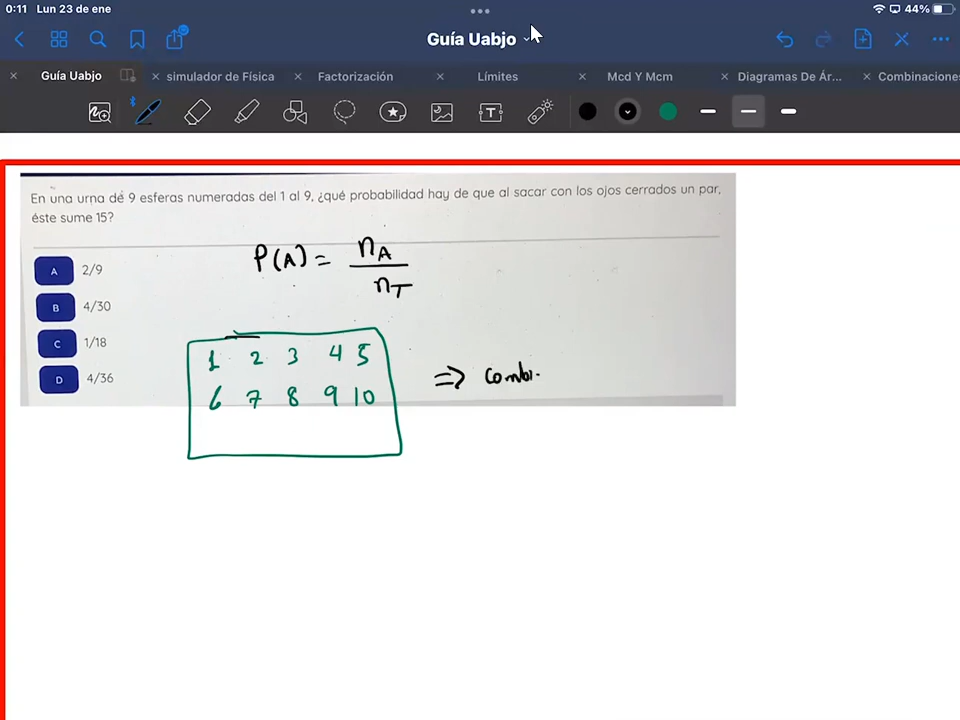 0:11 Lun 23 de ene
44%
Guía Uabjo
Guía Uabjo
simulador de Física
Factorización
Límites
Mcd Y Mcm
Diagramas De Ár...
Combinaciones
En una urna de 9 esferas numeradas del 1 al 9, ¿qué probabilidad hay de que al sacar con los ojos cerrados un par,
éste sume 15?
P(A) = nA / nT
A 2/9
B 4/30
C 1/18
D 4/36
1 2 3 4 5
6 7 8 9 10
=> combi.